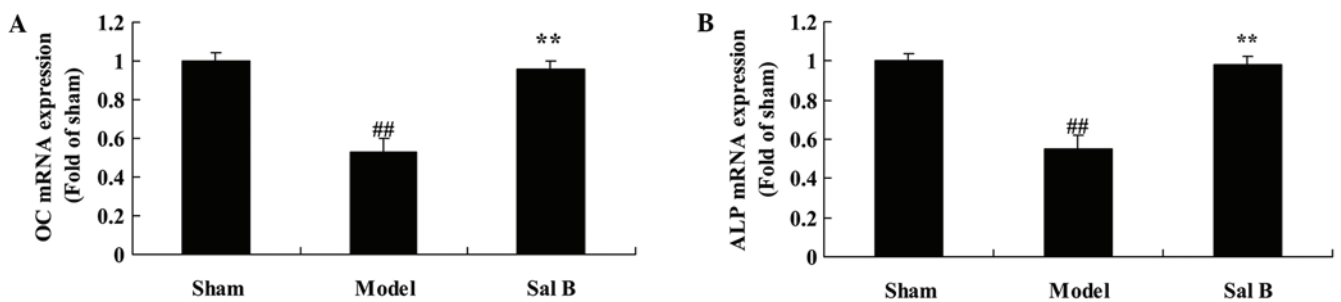 A
OC mRNA expression
(Fold of sham)
1.2
1
0.8
0.6
0.4
0.2
0
##
**
Sham Model Sal B
B
ALP mRNA expression
(Fold of sham)
1.2
1
0.8
0.6
0.4
0.2
0
##
**
Sham Model Sal B